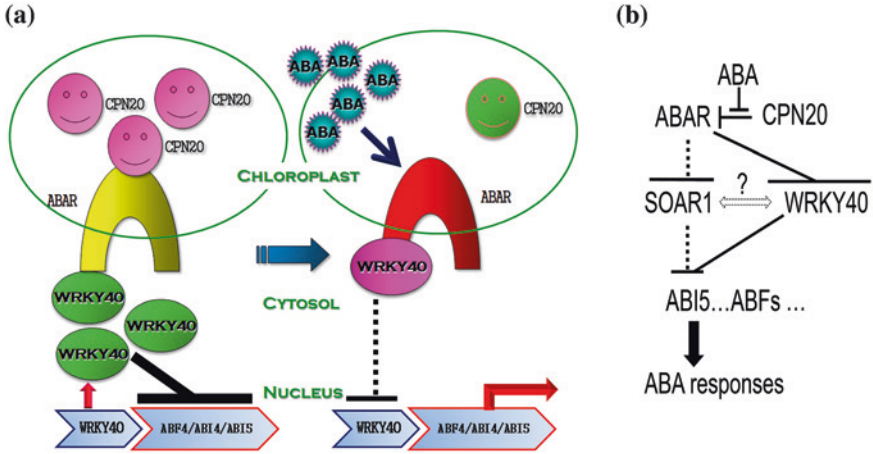 (a)
CPN20
CPN20
CPN20
ABAR
WRKY40
WRKY40
WRKY40
WRKY40
ABF4/ABI4/ABI5
CHLOROPLAST
CYTOSOL
NUCLEUS
ABA
ABA
ABA
ABA
ABA
CPN20
ABAR
WRKY40
WRKY40
ABF4/ABI4/ABI5
(b)
ABA
ABAR CPN20
?
SOAR1 WRKY40
ABI5...ABFs ...
ABA responses